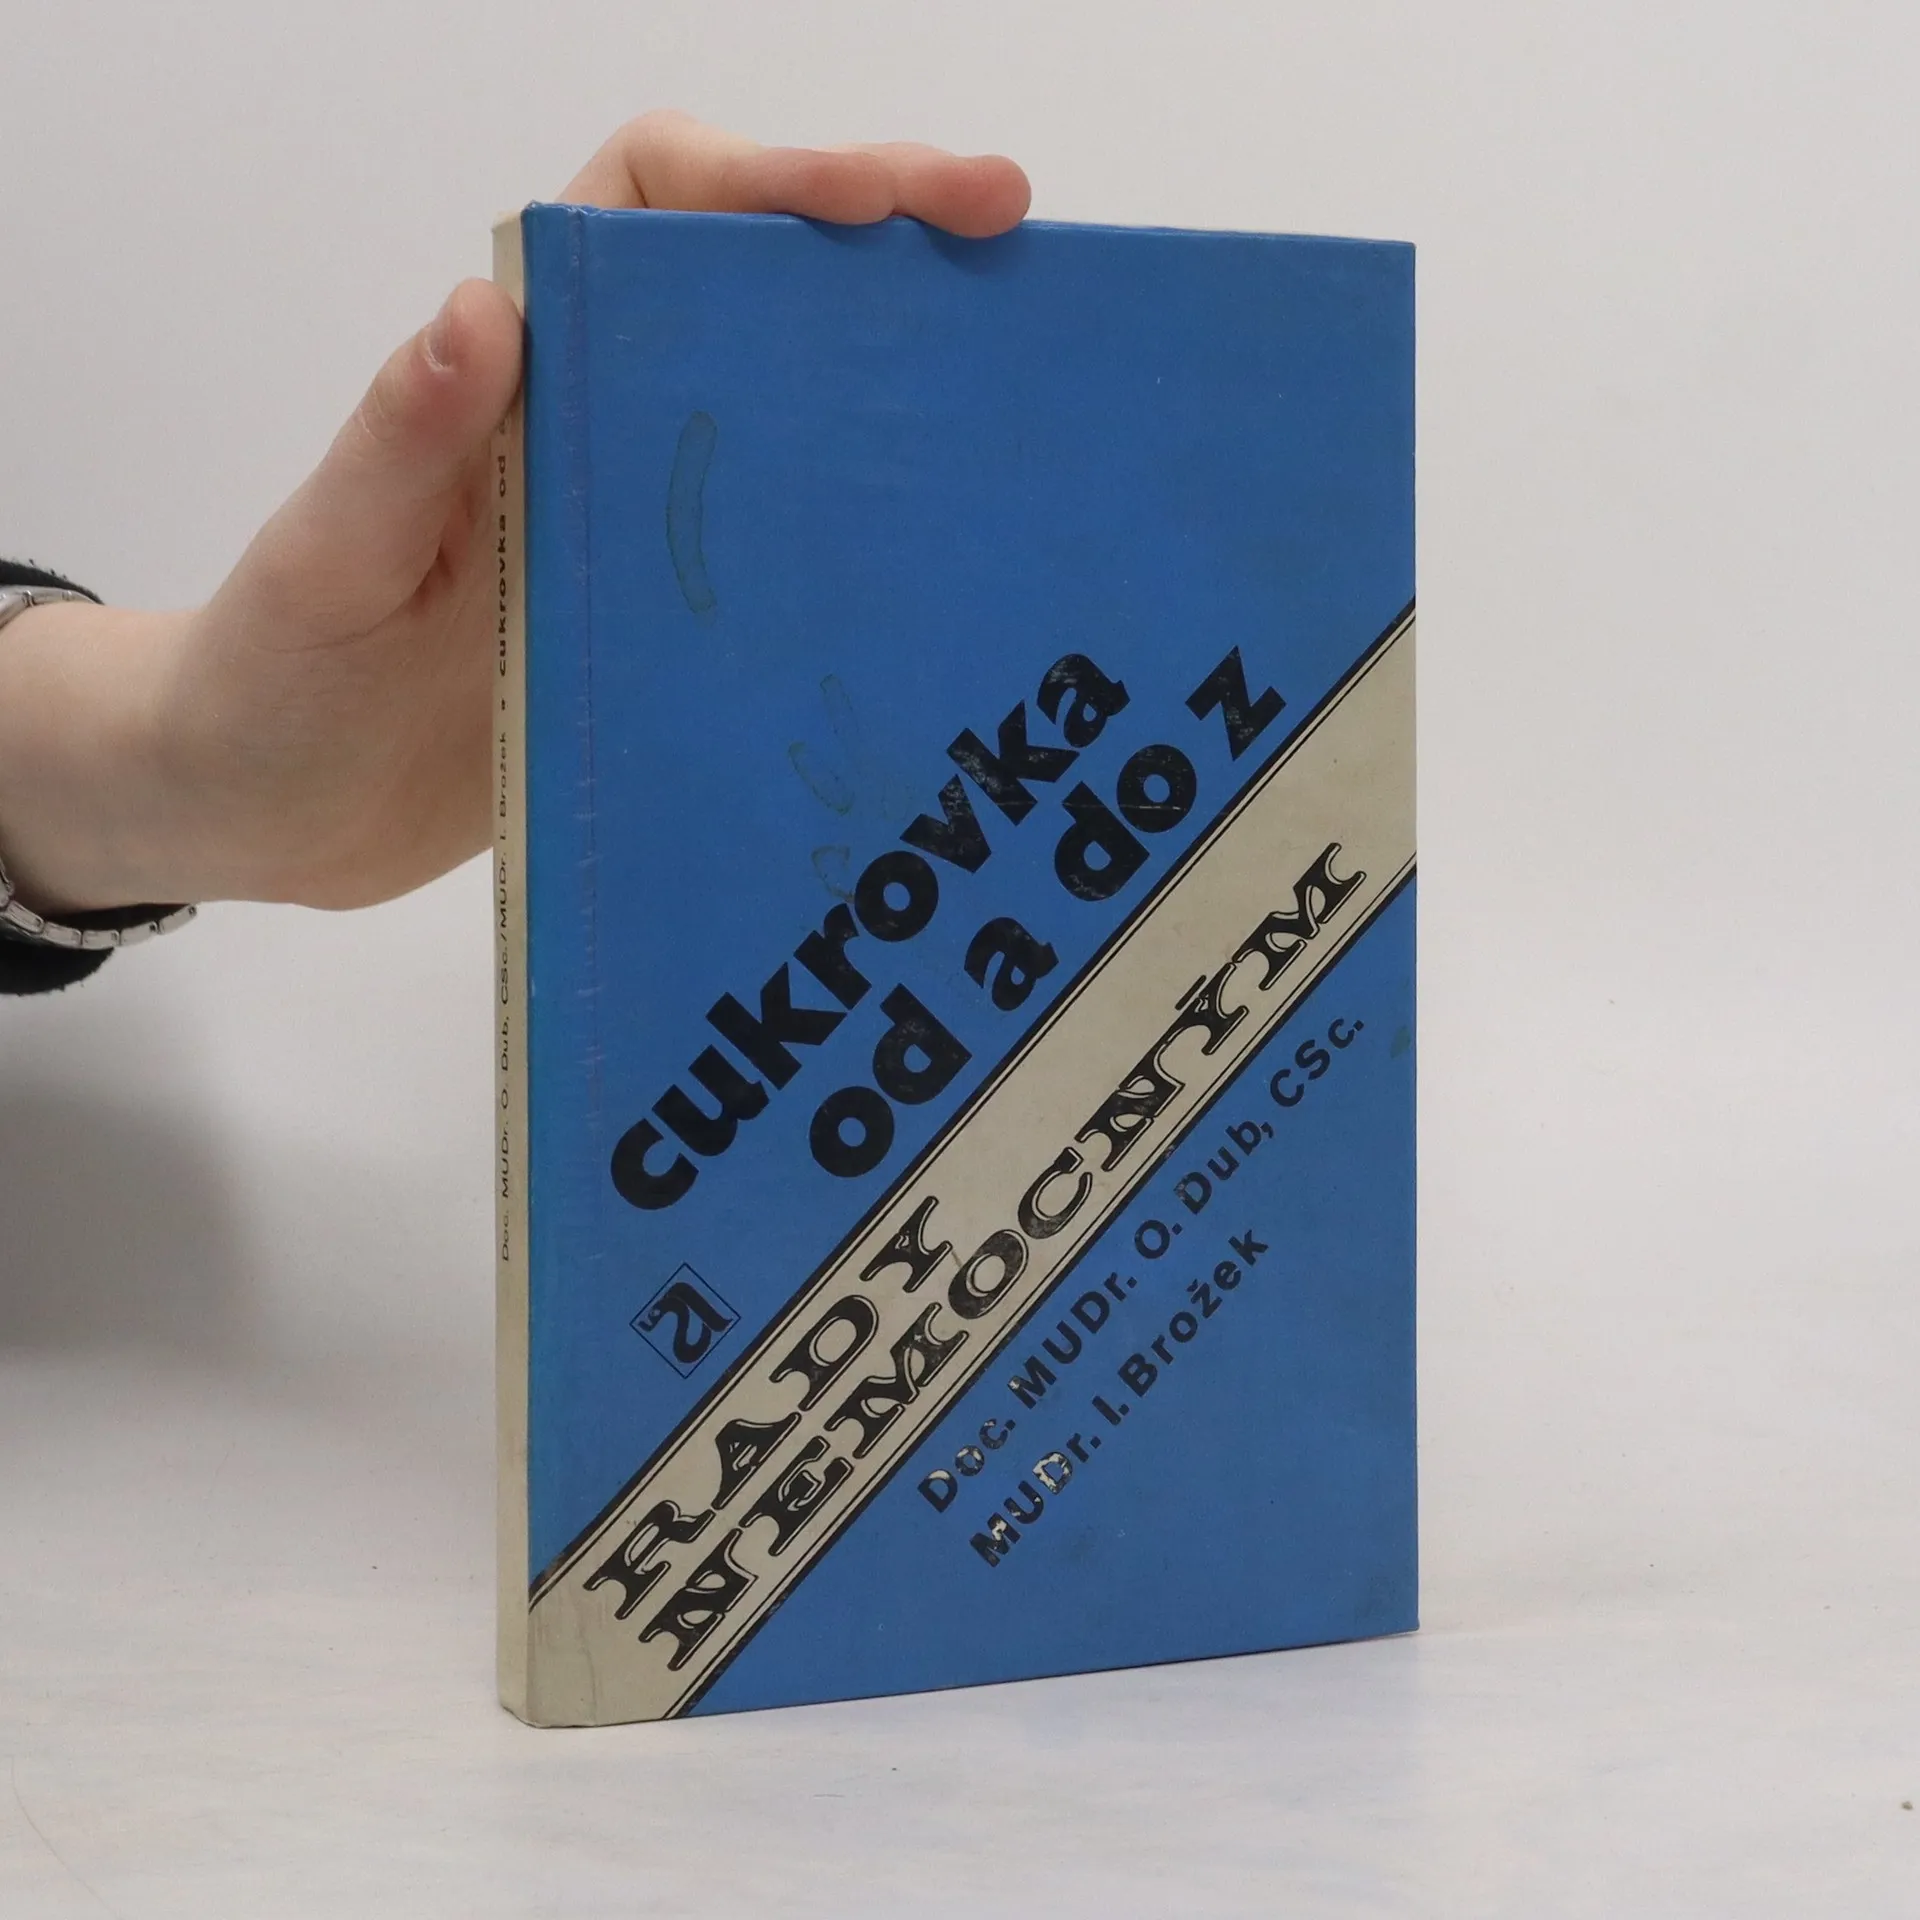 cukrovka
od a do z
RADY
NEMOCNÝM
Doc. MUDr. O. Dub, CSc.
MUDr. I. Brožek
Doc. MUDr. O. Dub, CSc./MUDr. I. Brožek • cukrovka od